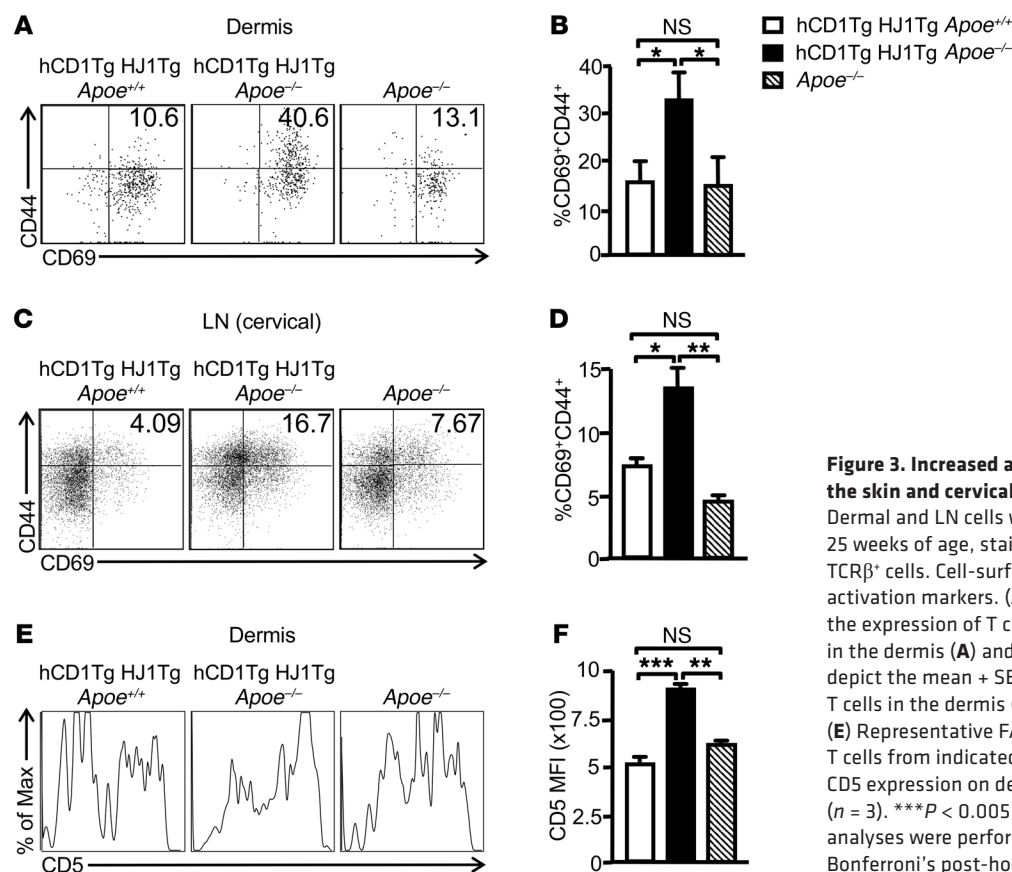 A
Dermis
hCD1Tg HJ1Tg hCD1Tg HJ1Tg
Apoe+/+ Apoe–/– Apoe–/–
10.6 40.6 13.1
CD44
CD69
B
NS
* *
40
30
20
10
0
%CD69+CD44+
hCD1Tg HJ1Tg Apoe+/+
hCD1Tg HJ1Tg Apoe–/–
Apoe–/–
C
LN (cervical)
hCD1Tg HJ1Tg hCD1Tg HJ1Tg
Apoe+/+ Apoe–/– Apoe–/–
4.09 16.7 7.67
CD44
CD69
D
NS
* **
15
10
5
0
%CD69+CD44+
E
Dermis
hCD1Tg HJ1Tg hCD1Tg HJ1Tg
Apoe+/+ Apoe–/– Apoe–/–
% of Max
CD5
F
NS
*** **
10
7.5
5
2.5
0
CD5 MFI (x100)
Figure 3. Increased a
the skin and cervical
Dermal and LN cells w
25 weeks of age, stai
TCRβ+ cells. Cell-surf
activation markers. (
the expression of T c
in the dermis (A) and
depict the mean + SE
T cells in the dermis (
(E) Representative FA
T cells from indicated
CD5 expression on de
(n = 3). ***P < 0.005
analyses were perfor
Bonferroni's post-hoc